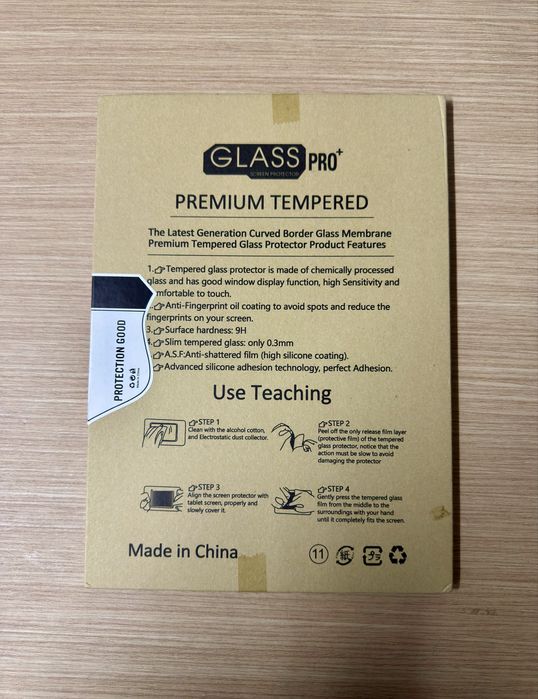 GLASS PRO+
SCREEN PROTECTOR
PREMIUM TEMPERED
The Latest Generation Curved Border Glass Membrane
Premium Tempered Glass Protector Product Features
1. Tempered glass protector is made of chemically processed
glass and has good window display function, high Sensitivity and
mfortable to touch.
Anti-Fingerprint oil coating to avoid spots and reduce the
fingerprints on your screen.
3. Surface hardness: 9H
4. Slim tempered glass: only 0.3mm
A.S.F:Anti-shattered film (high silicone coating).
Advanced silicone adhesion technology, perfect Adhesion.
PROTECTION GOOD
Use Teaching
STEP 1
Clean with the alcohol cotton,
and Electrostatic dust collector.
STEP 2
Peel off the only release film layer
(protective film) of the tempered
glass protector, notice that the
action must be slow to avoid
damaging the protector
STEP 3
Align the screen protector with
tablet screen, properly and
slowly cover it.
STEP 4
Gently press the tempered glass
film from the middle to the
surroundings with your hand
until it completely fits the screen.
Made in China
11 紙 プラ